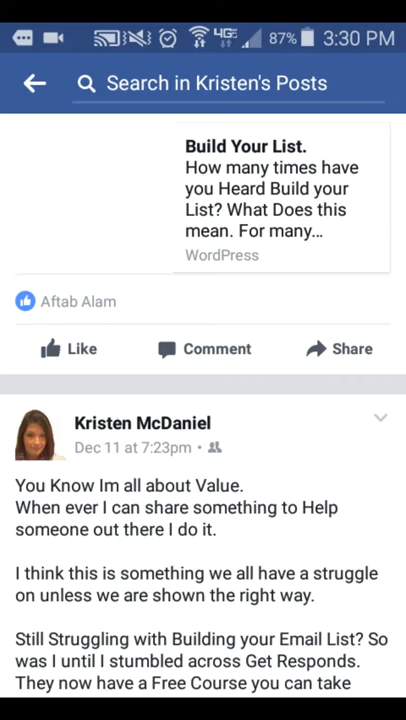 4GE 87% 3:30 PM
Search in Kristen's Posts
Build Your List.
How many times have
you Heard Build your
List? What Does this
mean. For many...
WordPress
Aftab Alam
Like Comment Share
Kristen McDaniel
Dec 11 at 7:23pm •
You Know Im all about Value.
When ever I can share something to Help
someone out there I do it.
I think this is something we all have a struggle
on unless we are shown the right way.
Still Struggling with Building your Email List? So
was I until I stumbled across Get Responds.
They now have a Free Course you can take